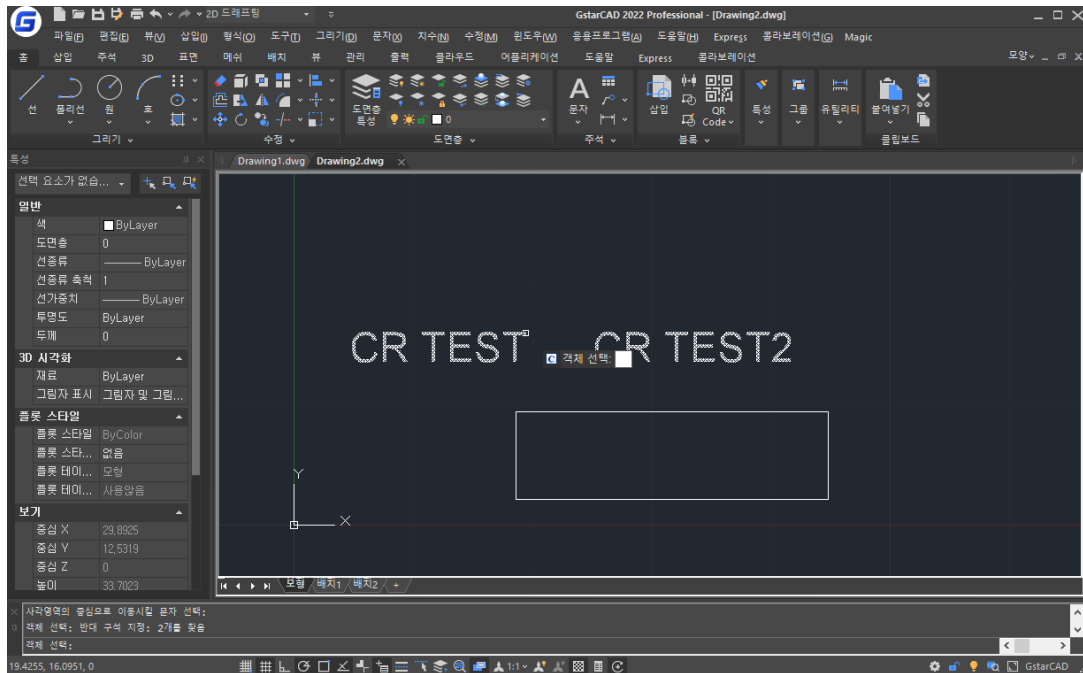 2D 드래프팅
GstarCAD 2022 Professional - [Drawing2.dwg]
파일(F) 편집(E) 뷰(V) 삽입(I) 형식(O) 도구(T) 그리기(D) 문자(X) 치수(N) 수정(M) 윈도우(W) 응용프로그램(A) 도움말(H) Express 콜라보레이션(G) Magic
홈 삽입 주석 3D 표면 메쉬 배치 뷰 관리 출력 클라우드 어플리케이션 도움말 Express 콜라보레이션 모양
선 폴리선 원 호
도면층 특성
0
문자
삽입
QR Code
특성 그룹 유틸리티 붙여넣기
그리기 수정 도면층 주석 블록 클립보드
특성
Drawing1.dwg Drawing2.dwg
선택 요소가 없습...
일반
색 ByLayer
도면층 0
선종류 ByLayer
선종류 축척 1
선가중치 ByLayer
투명도 ByLayer
두께 0
3D 시각화
재료 ByLayer
그림자 표시 그림자 및 그림...
플롯 스타일
플롯 스타일 ByColor
플롯 스타... 없음
플롯 테이... 모형
플롯 테이... 사용않음
보기
중심 X 29.8925
중심 Y 12.5319
중심 Z 0
높이 33.7023
CR TEST CR TEST2
객체 선택:
Y
X
모형 배치1 배치2 +
사각영역의 중심으로 이동시킬 문자 선택:
객체 선택: 반대 구석 지정: 2개를 찾음
객체 선택:
19.4255, 16.0951, 0
1:1
GstarCAD